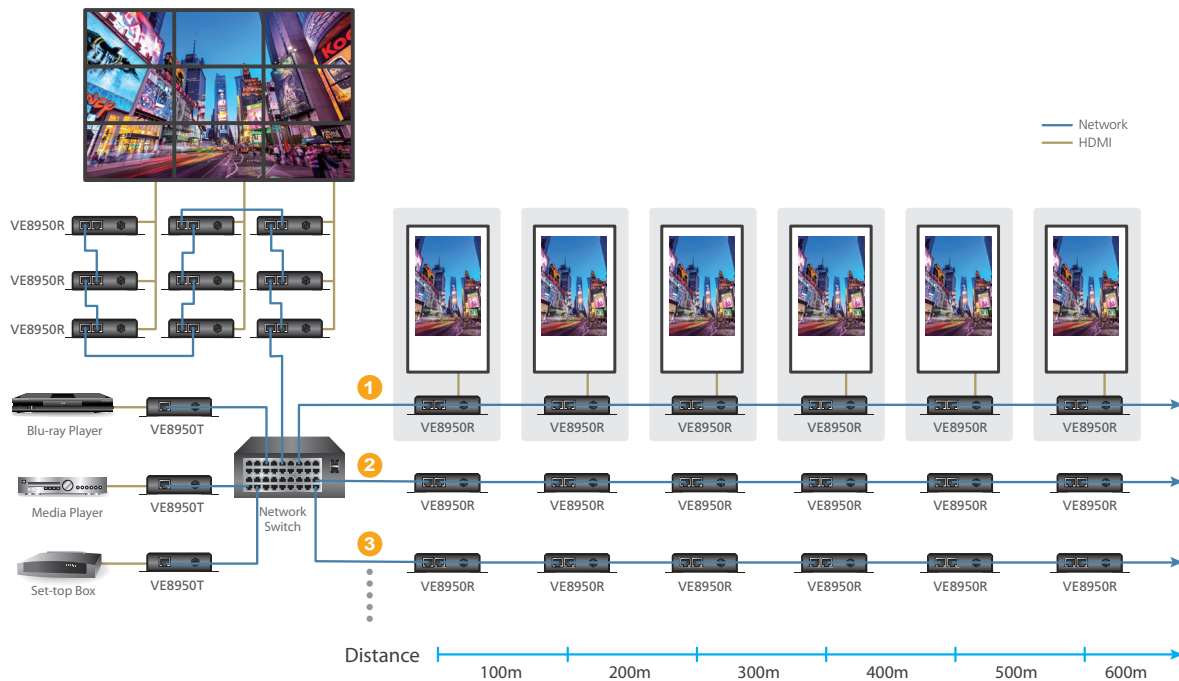 Network
HDMI
VE8950R
VE8950R
VE8950R
1
VE8950R VE8950R VE8950R VE8950R VE8950R VE8950R
Blu-ray Player
VE8950T
2
VE8950R VE8950R VE8950R VE8950R VE8950R VE8950R
Media Player
VE8950T
Network
Switch
3
VE8950R VE8950R VE8950R VE8950R VE8950R VE8950R
Set-top Box
VE8950T
Distance
100m 200m 300m 400m 500m 600m